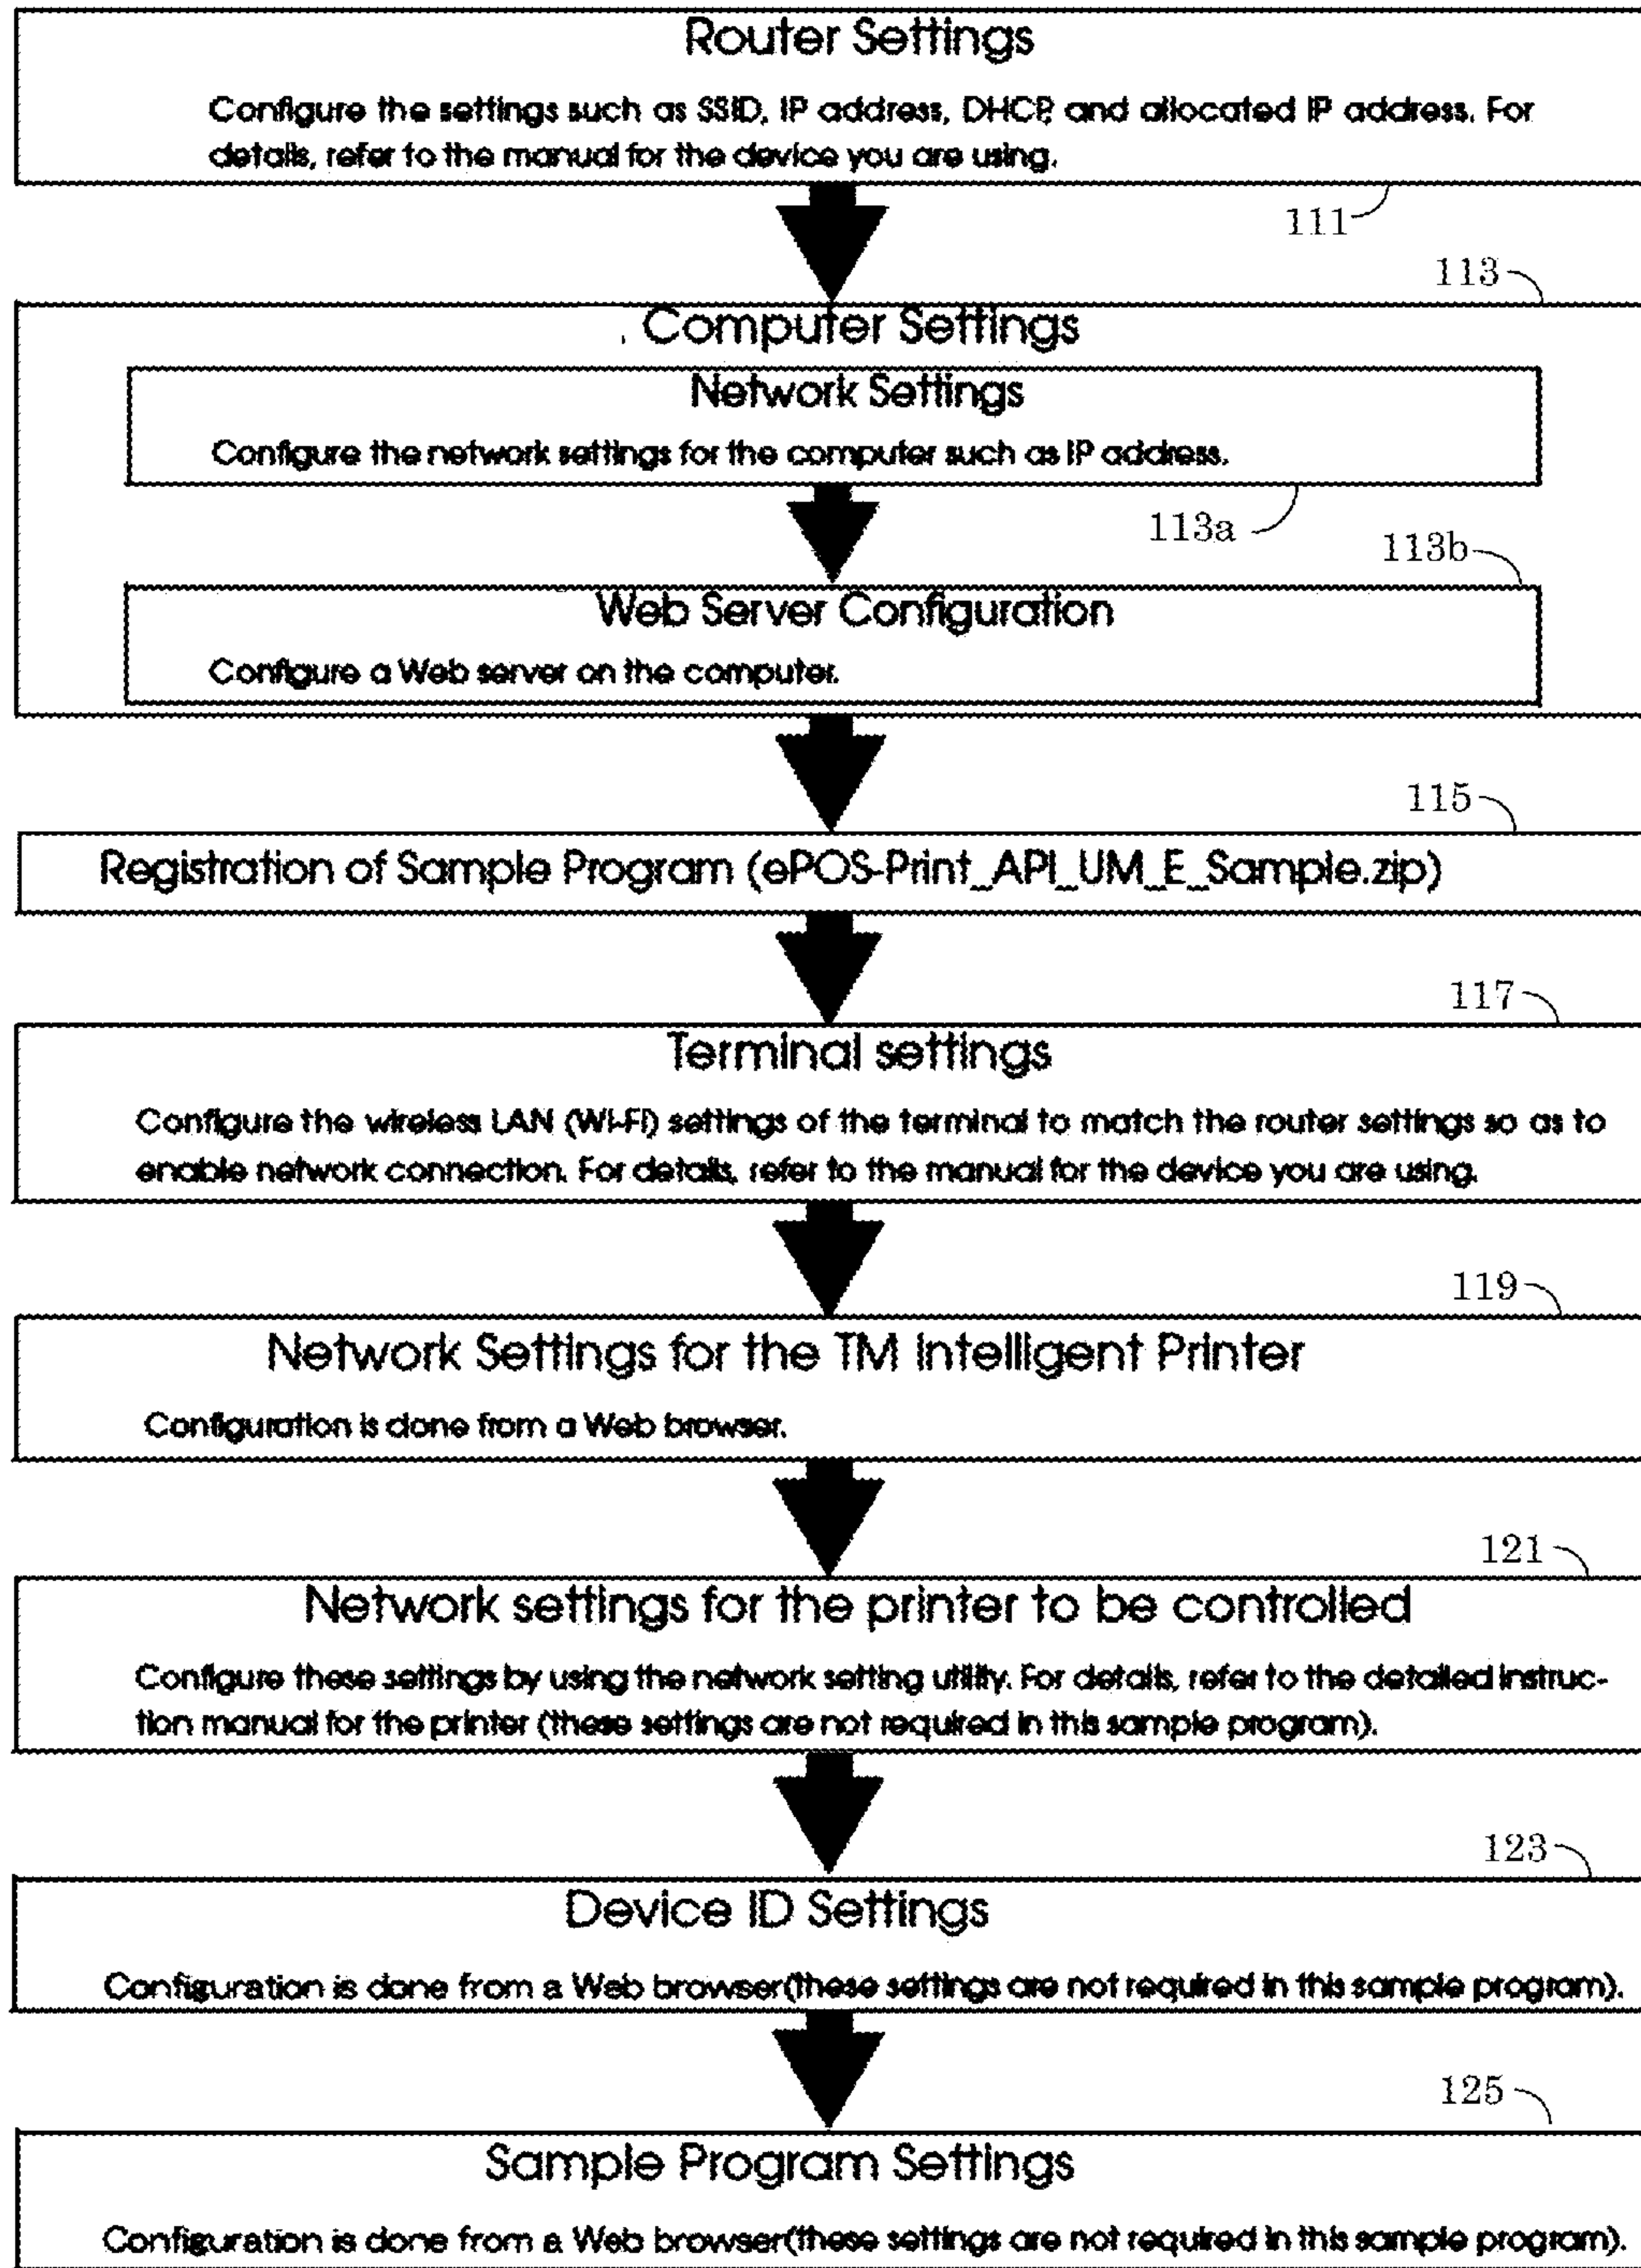 Router Settings
Configure the settings such as SSID, IP address, DHCP, and allocated IP address. For
details, refer to the manual for the device you are using.
111
113
Computer Settings
Network Settings
Configure the network settings for the computer such as IP address.
113a
113b
Web Server Configuration
Configure a Web server on the computer.
115
Registration of Sample Program (ePOS-Print_API_UM_E_Sample.zip)
117
Terminal settings
Configure the wireless LAN (Wi-Fi) settings of the terminal to match the router settings so as to
enable network connection. For details, refer to the manual for the device you are using.
119
Network Settings for the TM Intelligent Printer
Configuration is done from a Web browser.
121
Network settings for the printer to be controlled
Configure these settings by using the network setting utility. For details, refer to the detailed instruc-
tion manual for the printer (these settings are not required in this sample program).
123
Device ID Settings
Configuration is done from a Web browser(these settings are not required in this sample program).
125
Sample Program Settings
Configuration is done from a Web browser(these settings are not required in this sample program).